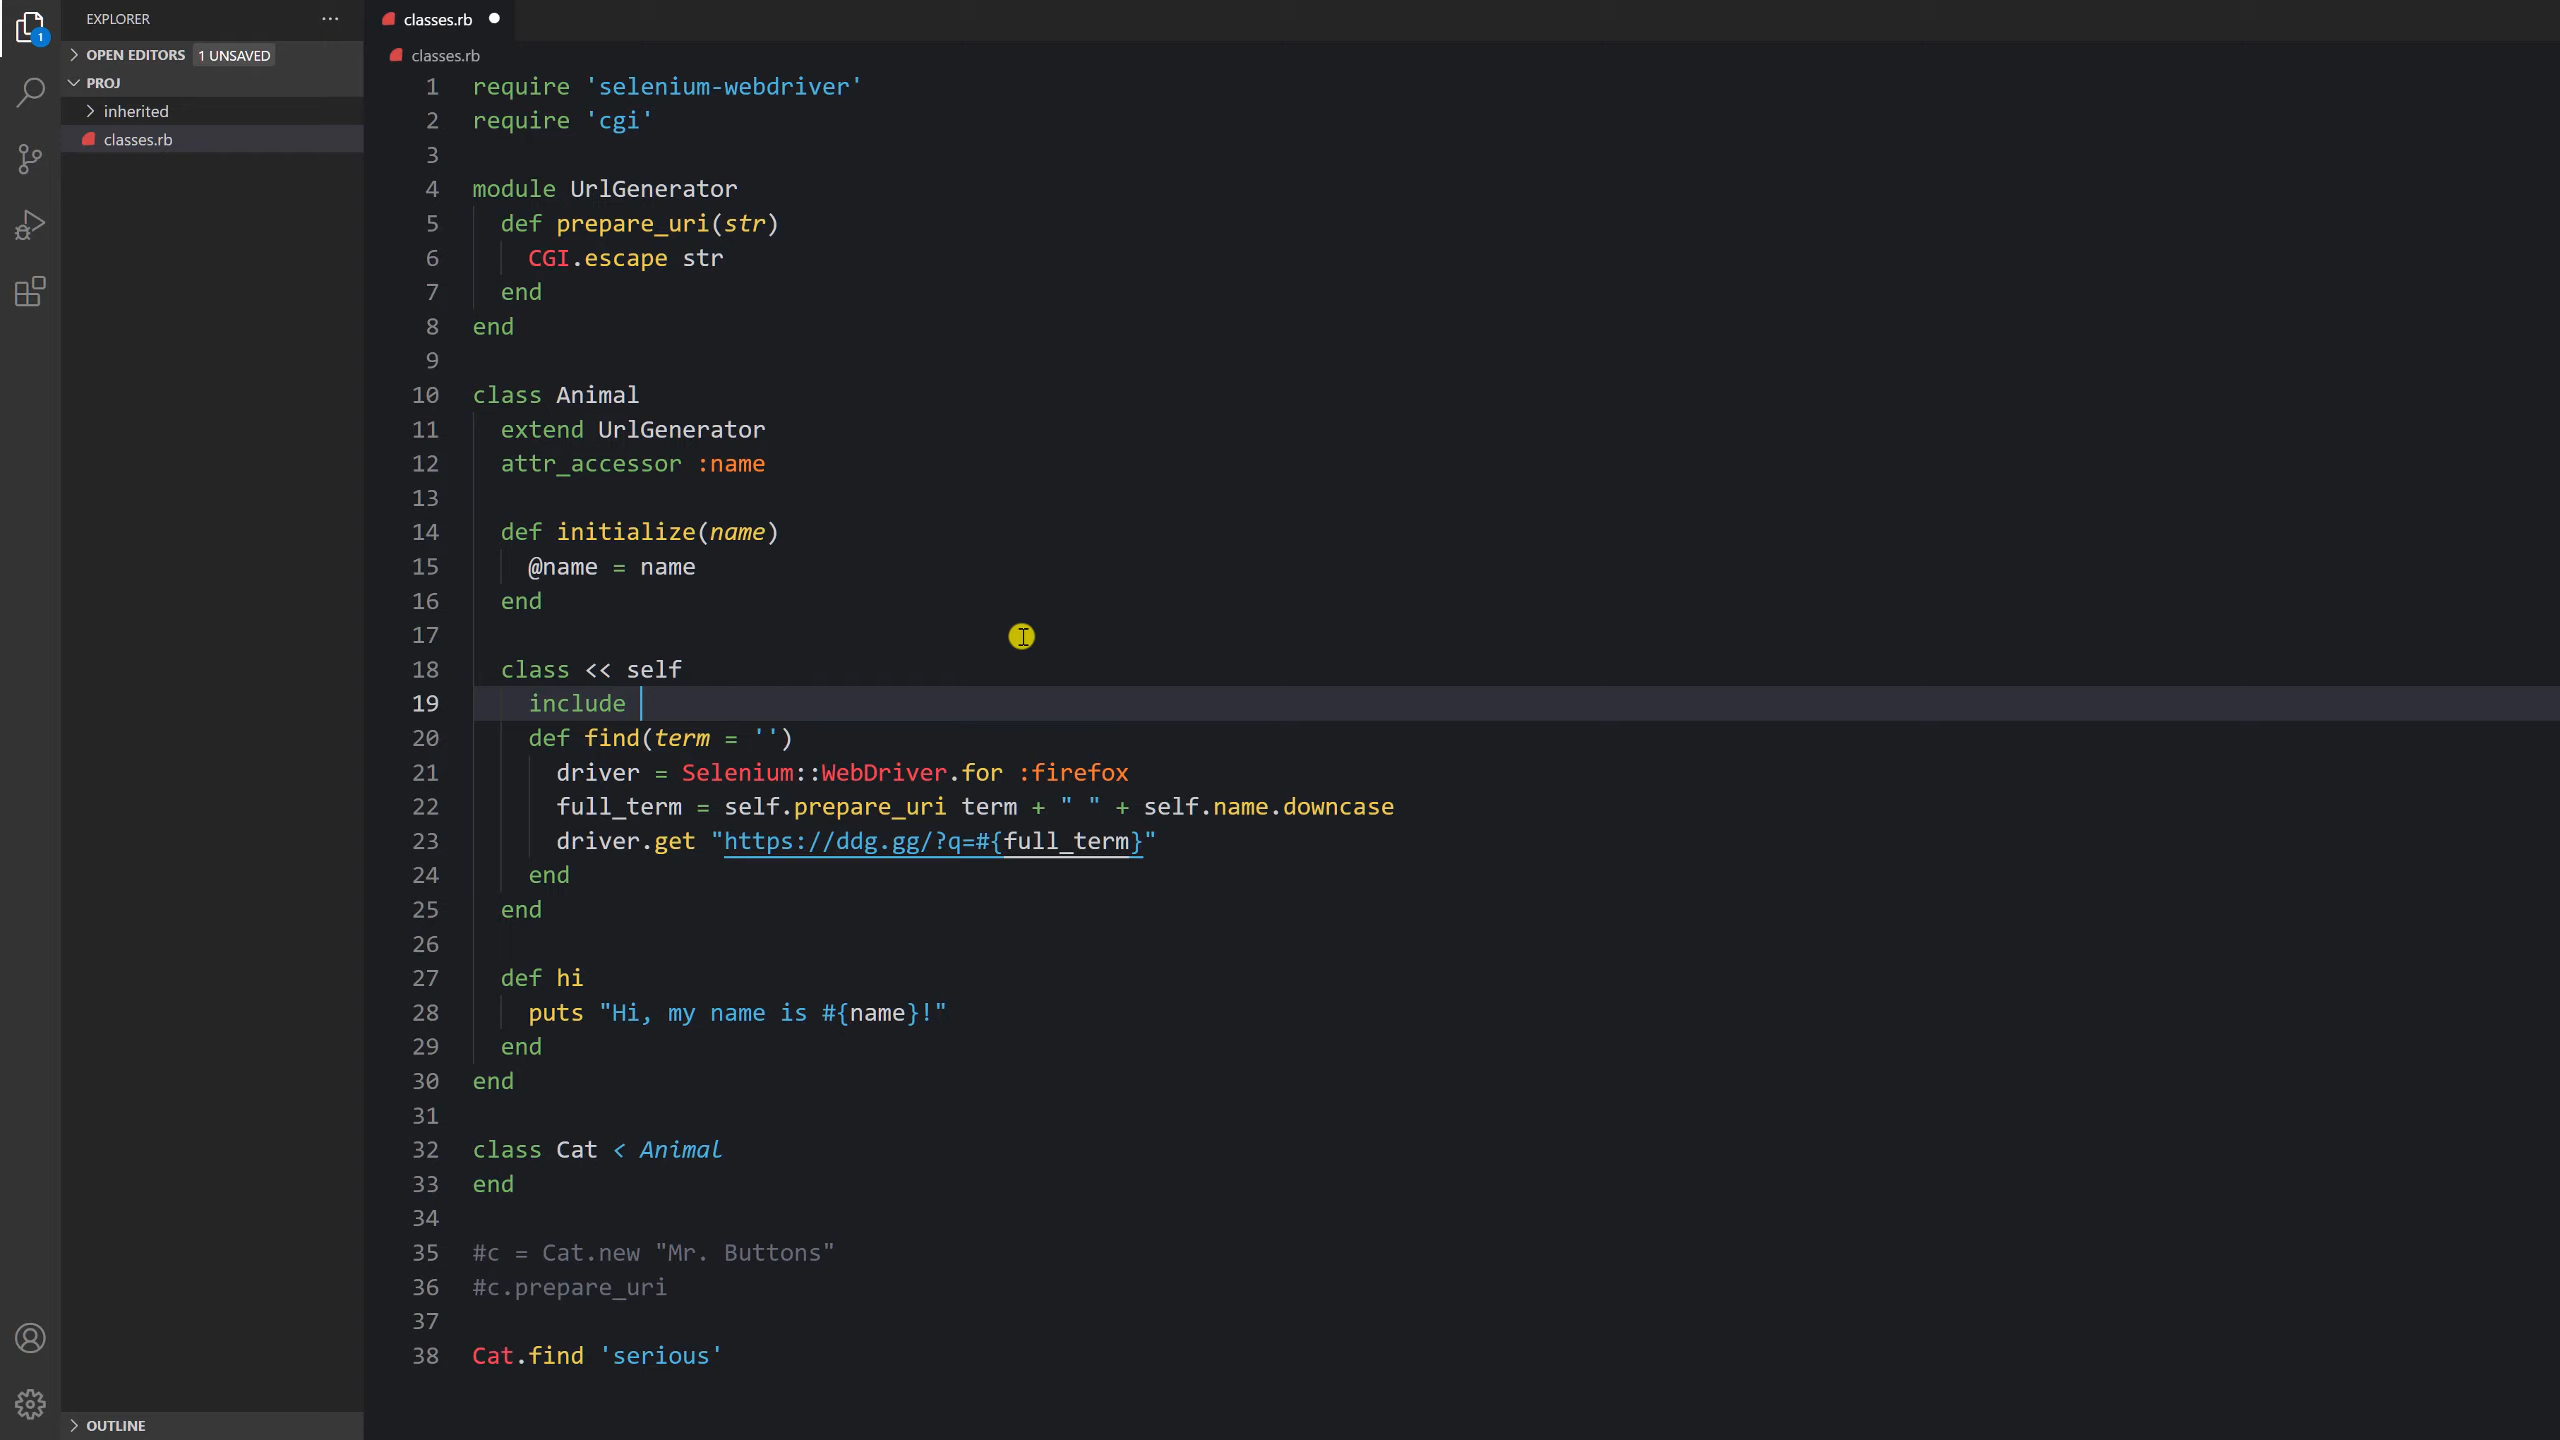 EXPLORER
OPEN EDITORS 1 UNSAVED
PROJ
inherited
classes.rb
OUTLINE
1
classes.rb
classes.rb
1 require 'selenium-webdriver'
2 require 'cgi'
3
4 module UrlGenerator
5 def prepare_uri(str)
6 CGI.escape str
7 end
8 end
9
10 class Animal
11 extend UrlGenerator
12 attr_accessor :name
13
14 def initialize(name)
15 @name = name
16 end
17
18 class << self
19 include
20 def find(term = '')
21 driver = Selenium::WebDriver.for :firefox
22 full_term = self.prepare_uri term + " " + self.name.downcase
23 driver.get "https://ddg.gg/?q=#{full_term}"
24 end
25 end
26
27 def hi
28 puts "Hi, my name is #{name}!"
29 end
30 end
31
32 class Cat < Animal
33 end
34
35 #c = Cat.new "Mr. Buttons"
36 #c.prepare_uri
37
38 Cat.find 'serious'